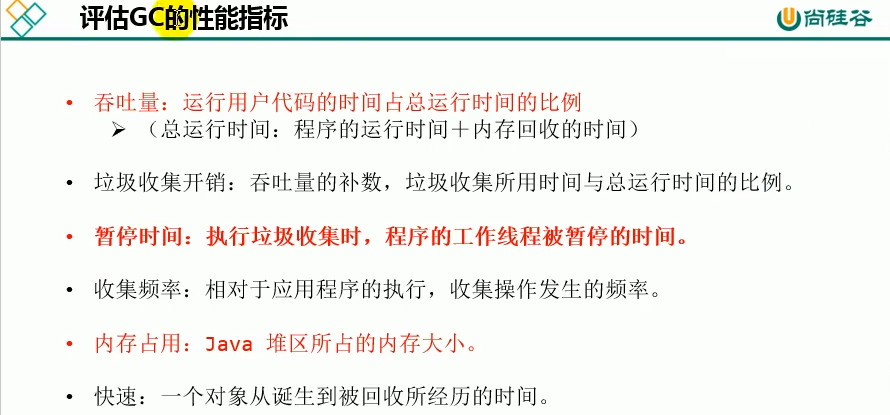 评估GC的性能指标
尚硅谷
• 吞吐量：运行用户代码的时间占总运行时间的比例
➢ （总运行时间：程序的运行时间＋内存回收的时间）
• 垃圾收集开销：吞吐量的补数，垃圾收集所用时间与总运行时间的比例。
• 暂停时间：执行垃圾收集时，程序的工作线程被暂停的时间。
• 收集频率：相对于应用程序的执行，收集操作发生的频率。
• 内存占用：Java 堆区所占的内存大小。
• 快速：一个对象从诞生到被回收所经历的时间。